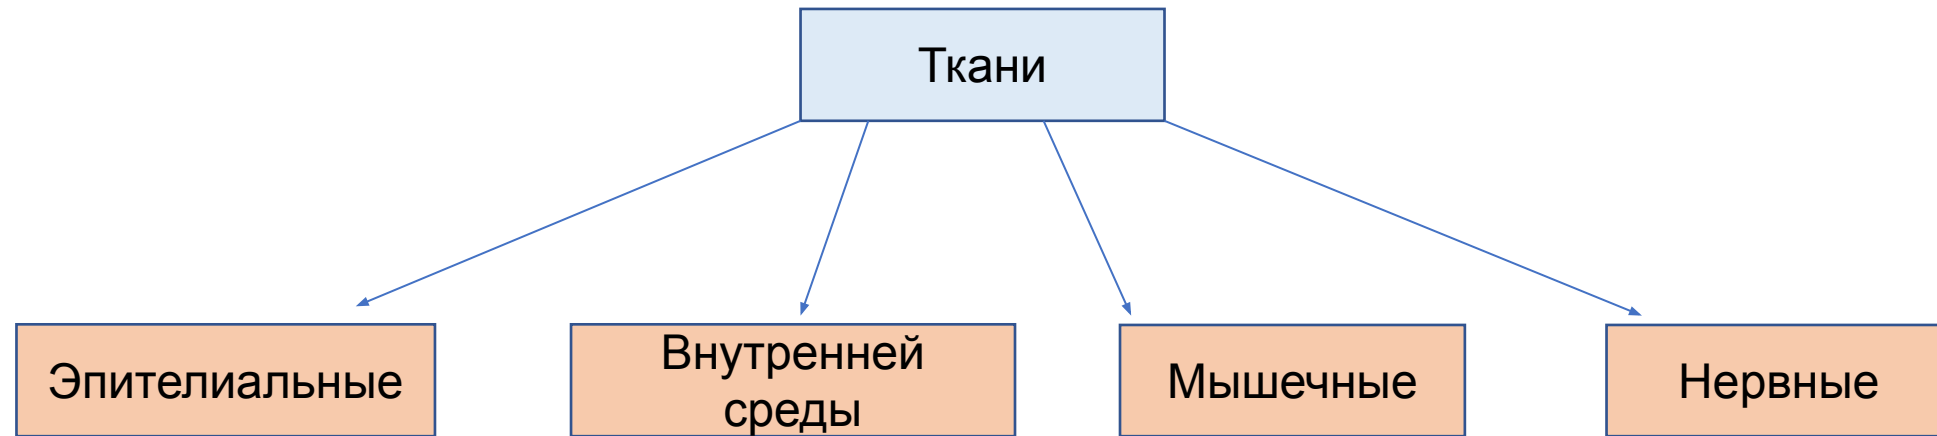 Ткани
Эпителиальные
Внутренней
среды
Мышечные
Нервные